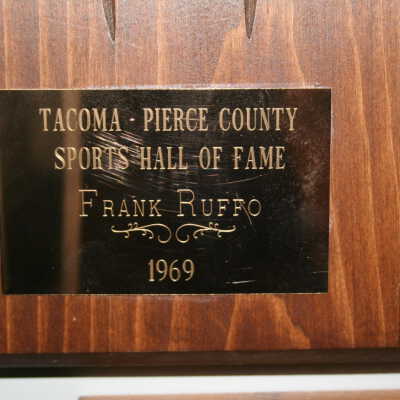 TACOMA - PIERCE COUNTY
SPORTS HALL OF FAME
FRANK RUFFO
1969